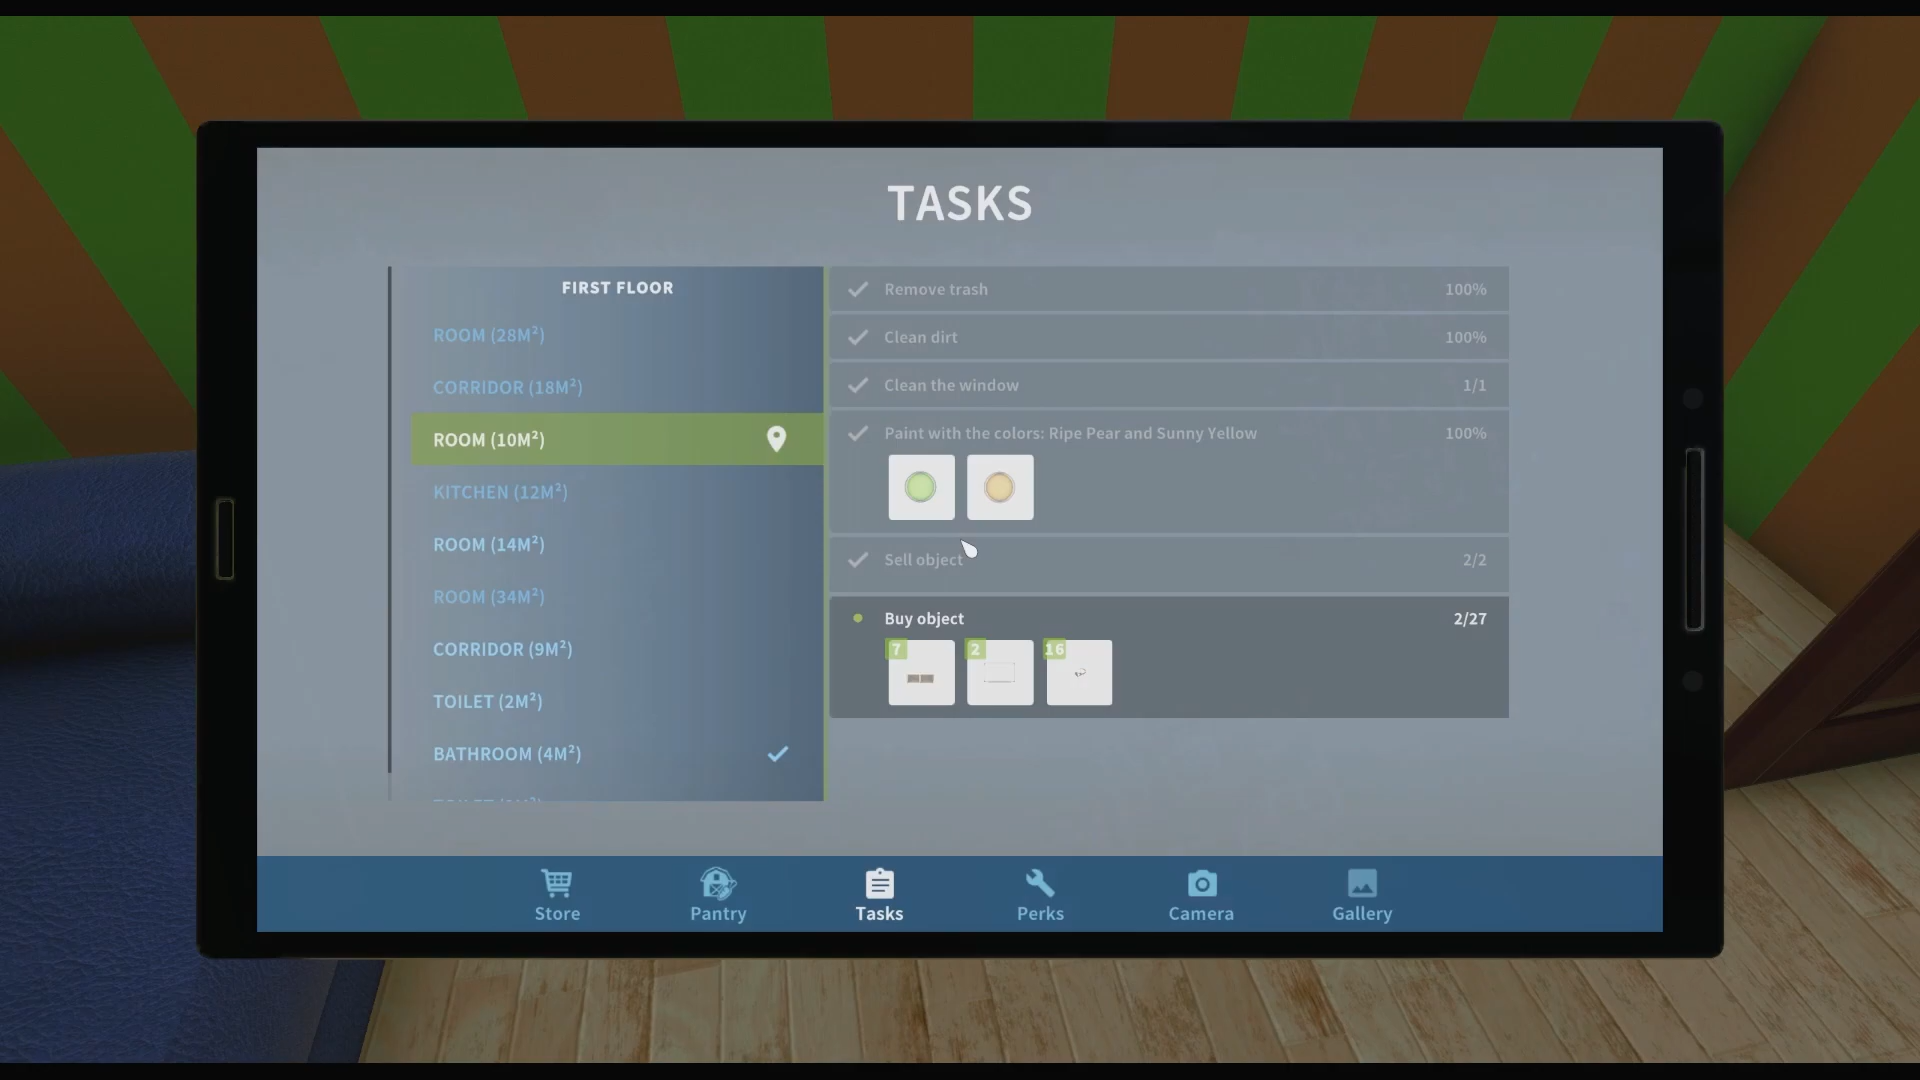 TASKS
FIRST FLOOR
ROOM (28M²)
CORRIDOR (18M²)
ROOM (10M²)
KITCHEN (12M²)
ROOM (14M²)
ROOM (34M²)
CORRIDOR (9M²)
TOILET (2M²)
BATHROOM (4M²)
Remove trash 100%
Clean dirt 100%
Clean the window 1/1
Paint with the colors: Ripe Pear and Sunny Yellow 100%
Sell object 2/2
Buy object 2/27
7 2 16
Store Pantry Tasks Perks Camera Gallery